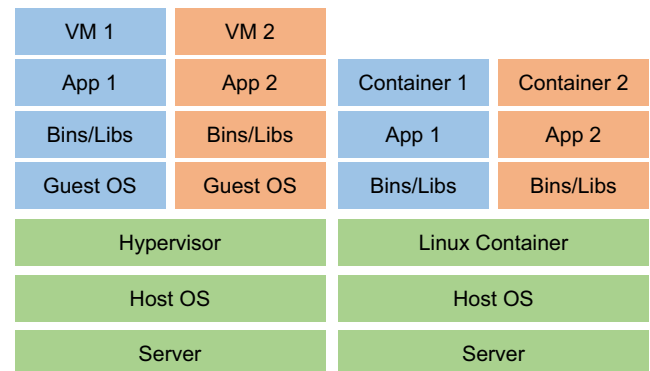 VM 1 VM 2
App 1 App 2 Container 1 Container 2
Bins/Libs Bins/Libs App 1 App 2
Guest OS Guest OS Bins/Libs Bins/Libs
Hypervisor Linux Container
Host OS Host OS
Server Server